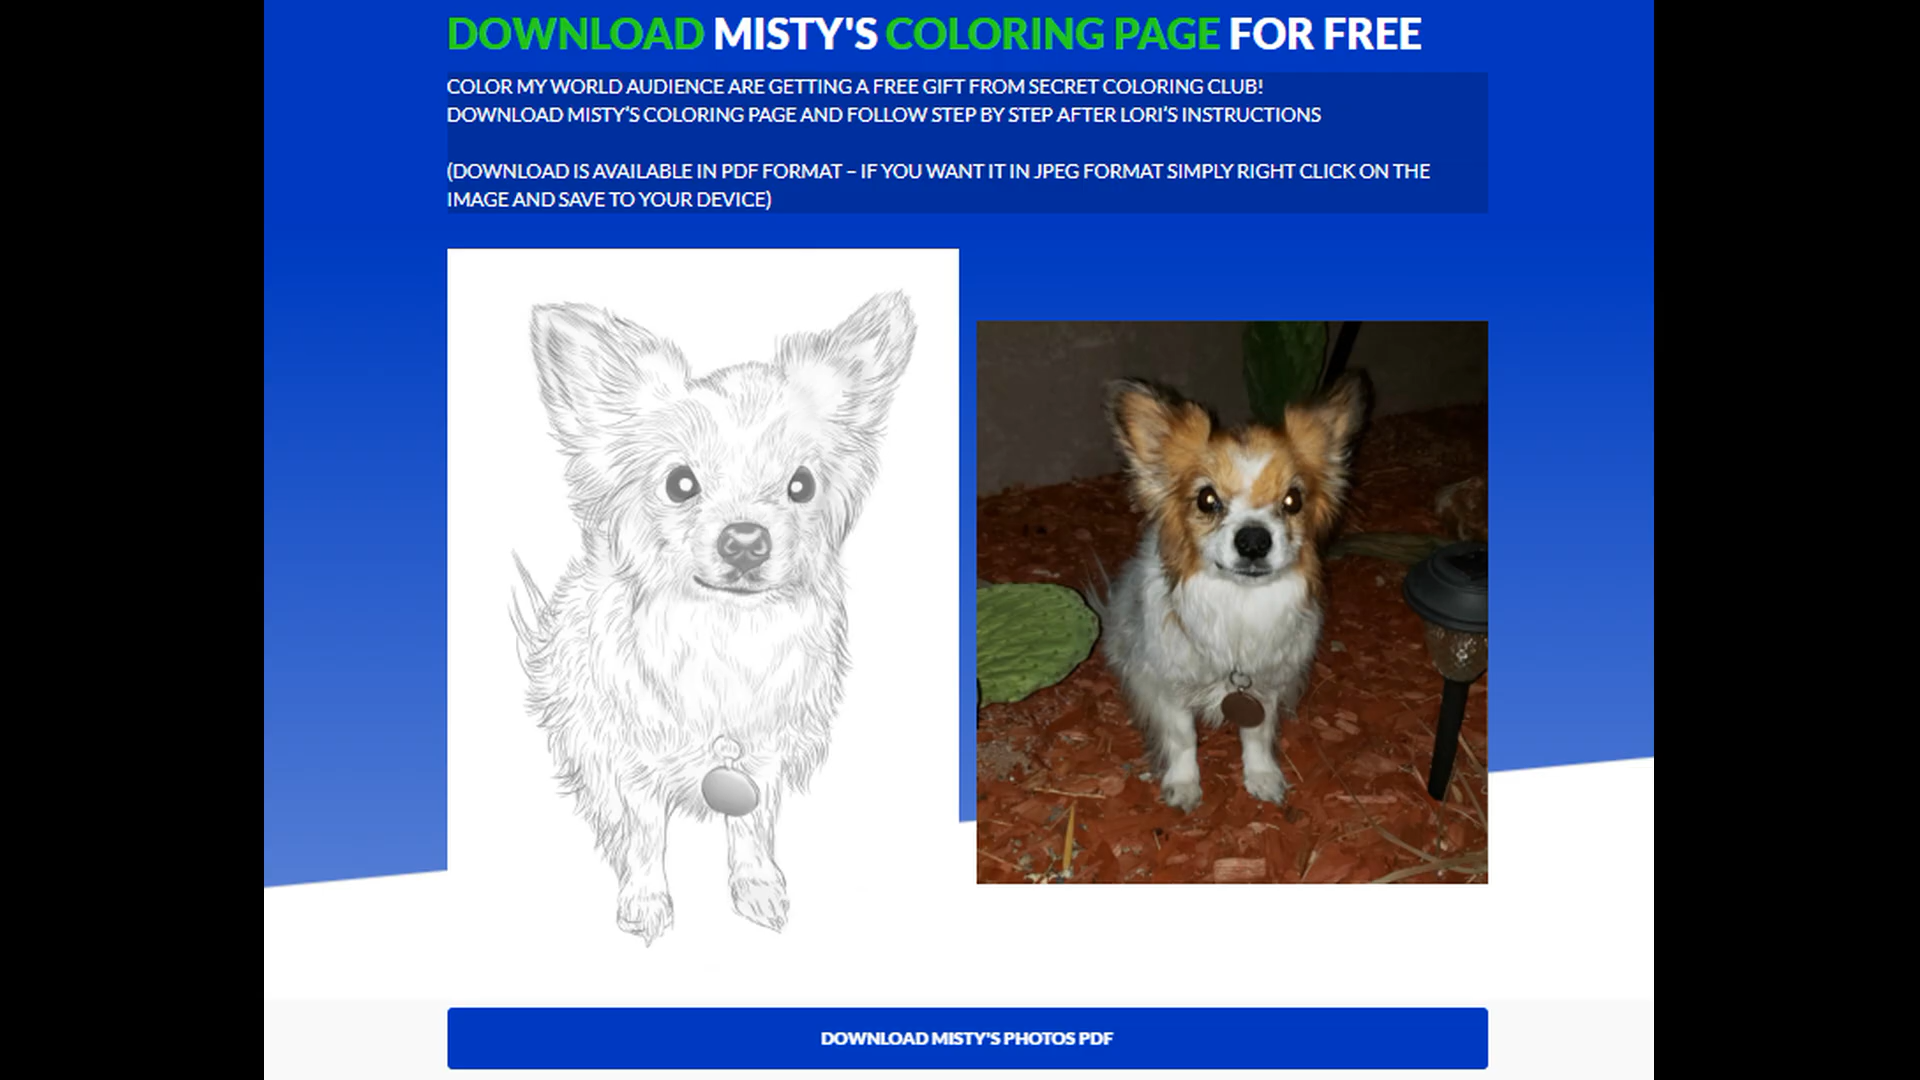 DOWNLOAD MISTY'S COLORING PAGE FOR FREE
COLOR MY WORLD AUDIENCE ARE GETTING A FREE GIFT FROM SECRET COLORING CLUB!
DOWNLOAD MISTY'S COLORING PAGE AND FOLLOW STEP BY STEP AFTER LORI'S INSTRUCTIONS
(DOWNLOAD IS AVAILABLE IN PDF FORMAT – IF YOU WANT IT IN JPEG FORMAT SIMPLY RIGHT CLICK ON THE
IMAGE AND SAVE TO YOUR DEVICE)
DOWNLOAD MISTY'S PHOTOS PDF